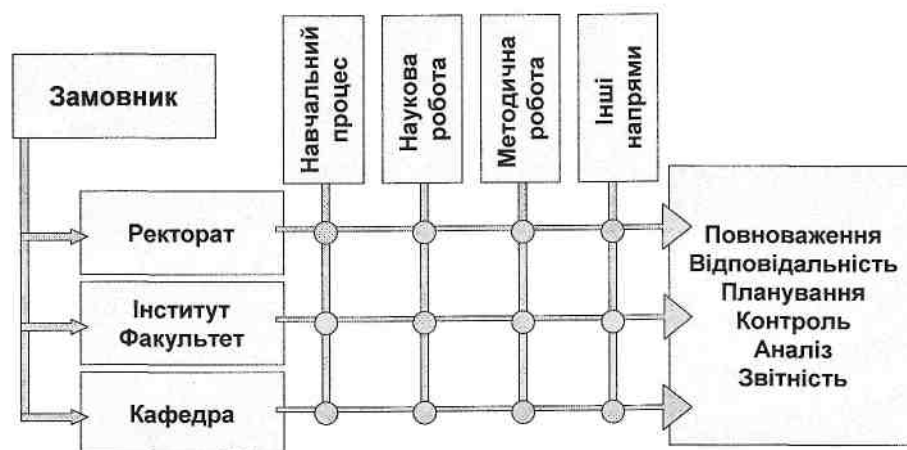 Замовник
Навчальний
процес
Наукова
робота
Методична
робота
Інші
напрями
Ректорат
Інститут
Факультет
Кафедра
Повноваження
Відповідальність
Планування
Контроль
Аналіз
Звітність